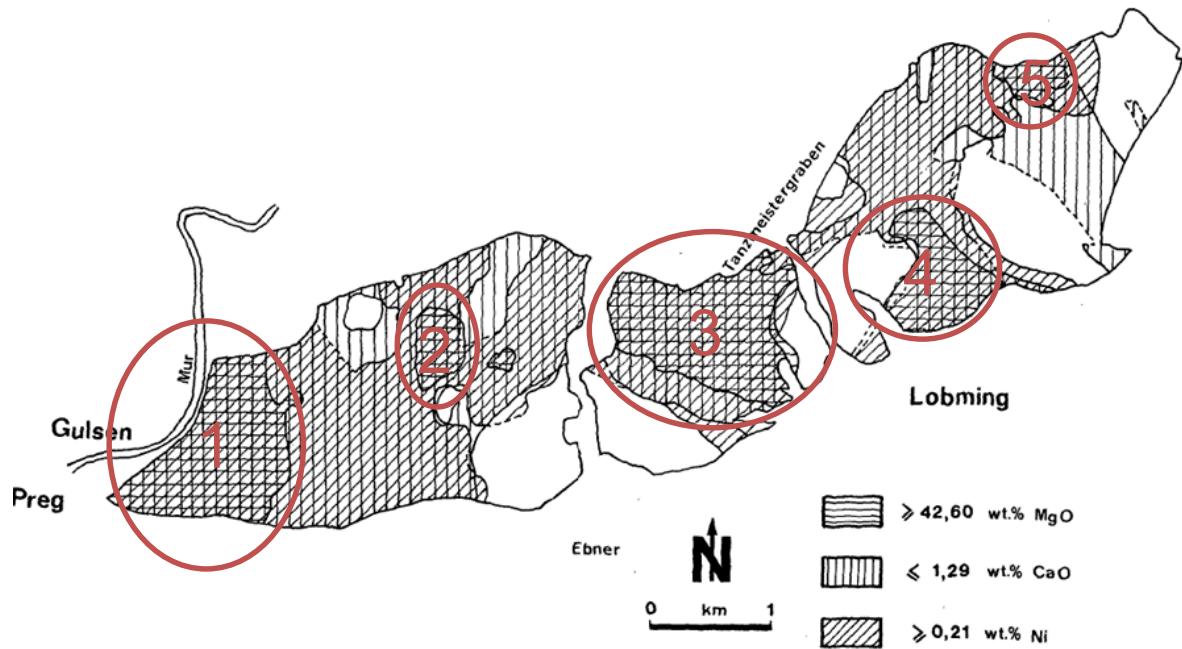 5
Tanzmeistergraben
4
2
3
Mur
Lobming
1
Gulsen
Preg
⩾ 42,60 wt.% MgO
Ebner
N
⩽ 1,29 wt.% CaO
0 km 1
⩾ 0,21 wt.% Ni